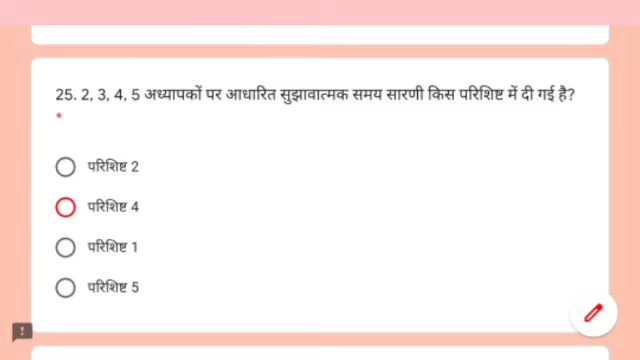 25. 2, 3, 4, 5 अध्यापकों पर आधारित सुझावात्मक समय सारणी किस परिशिष्ट में दी गई है?
*
परिशिष्ट 2
परिशिष्ट 4
परिशिष्ट 1
परिशिष्ट 5